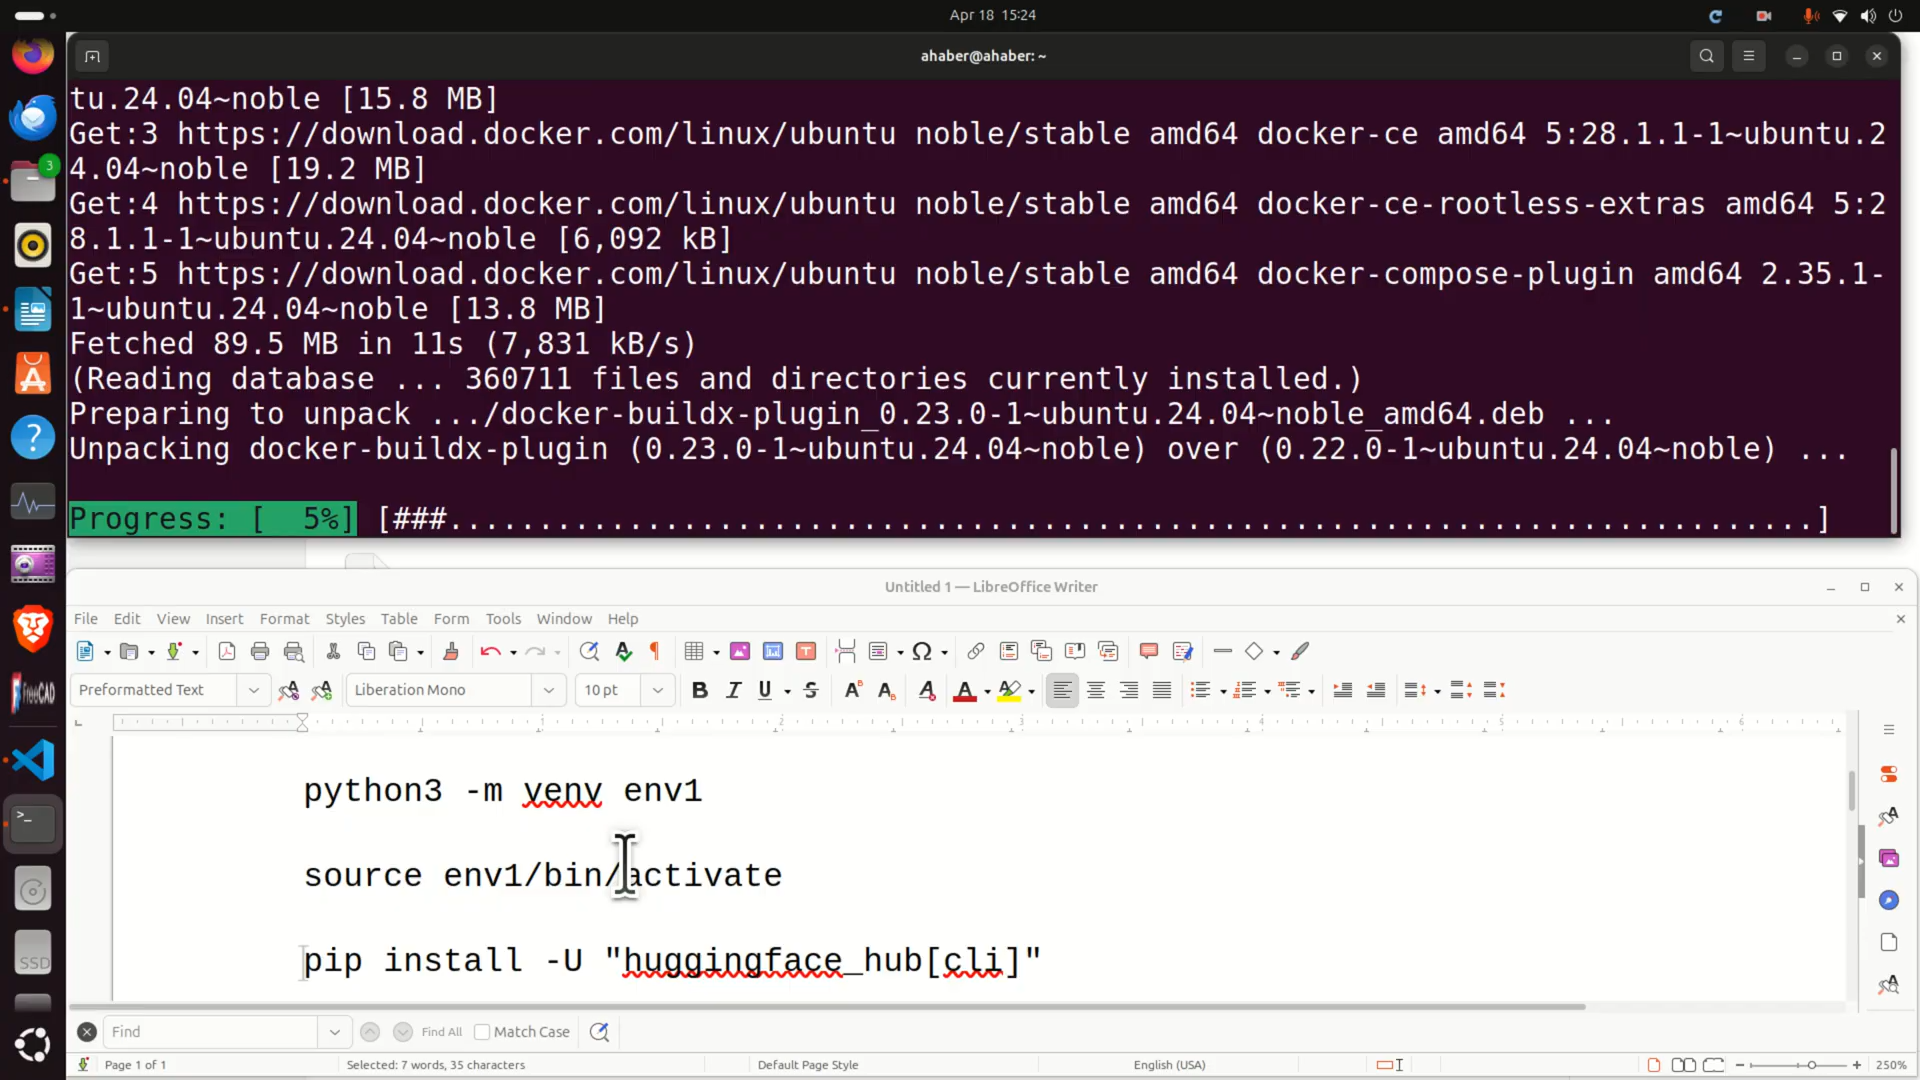 Apr 18 15:24
ahaber@ahaber: ~
tu.24.04~noble [15.8 MB]
Get:3 https://download.docker.com/linux/ubuntu noble/stable amd64 docker-ce amd64 5:28.1.1-1~ubuntu.2
4.04~noble [19.2 MB]
Get:4 https://download.docker.com/linux/ubuntu noble/stable amd64 docker-ce-rootless-extras amd64 5:2
8.1.1-1~ubuntu.24.04~noble [6,092 kB]
Get:5 https://download.docker.com/linux/ubuntu noble/stable amd64 docker-compose-plugin amd64 2.35.1-
1~ubuntu.24.04~noble [13.8 MB]
Fetched 89.5 MB in 11s (7,831 kB/s)
(Reading database ... 360711 files and directories currently installed.)
Preparing to unpack .../docker-buildx-plugin_0.23.0-1~ubuntu.24.04~noble_amd64.deb ...
Unpacking docker-buildx-plugin (0.23.0-1~ubuntu.24.04~noble) over (0.22.0-1~ubuntu.24.04~noble) ...
Progress: [  5%] [###............................................................................]
3
FreeCAD
SSD
Untitled 1 — LibreOffice Writer
File Edit View Insert Format Styles Table Form Tools Window Help
Preformatted Text Liberation Mono 10 pt
1 2 3 4 5 6
python3 -m venv env1
source env1/bin/activate
pip install -U "huggingface_hub[cli]"
Find Find All Match Case
Page 1 of 1 Selected: 7 words, 35 characters Default Page Style English (USA) 250%